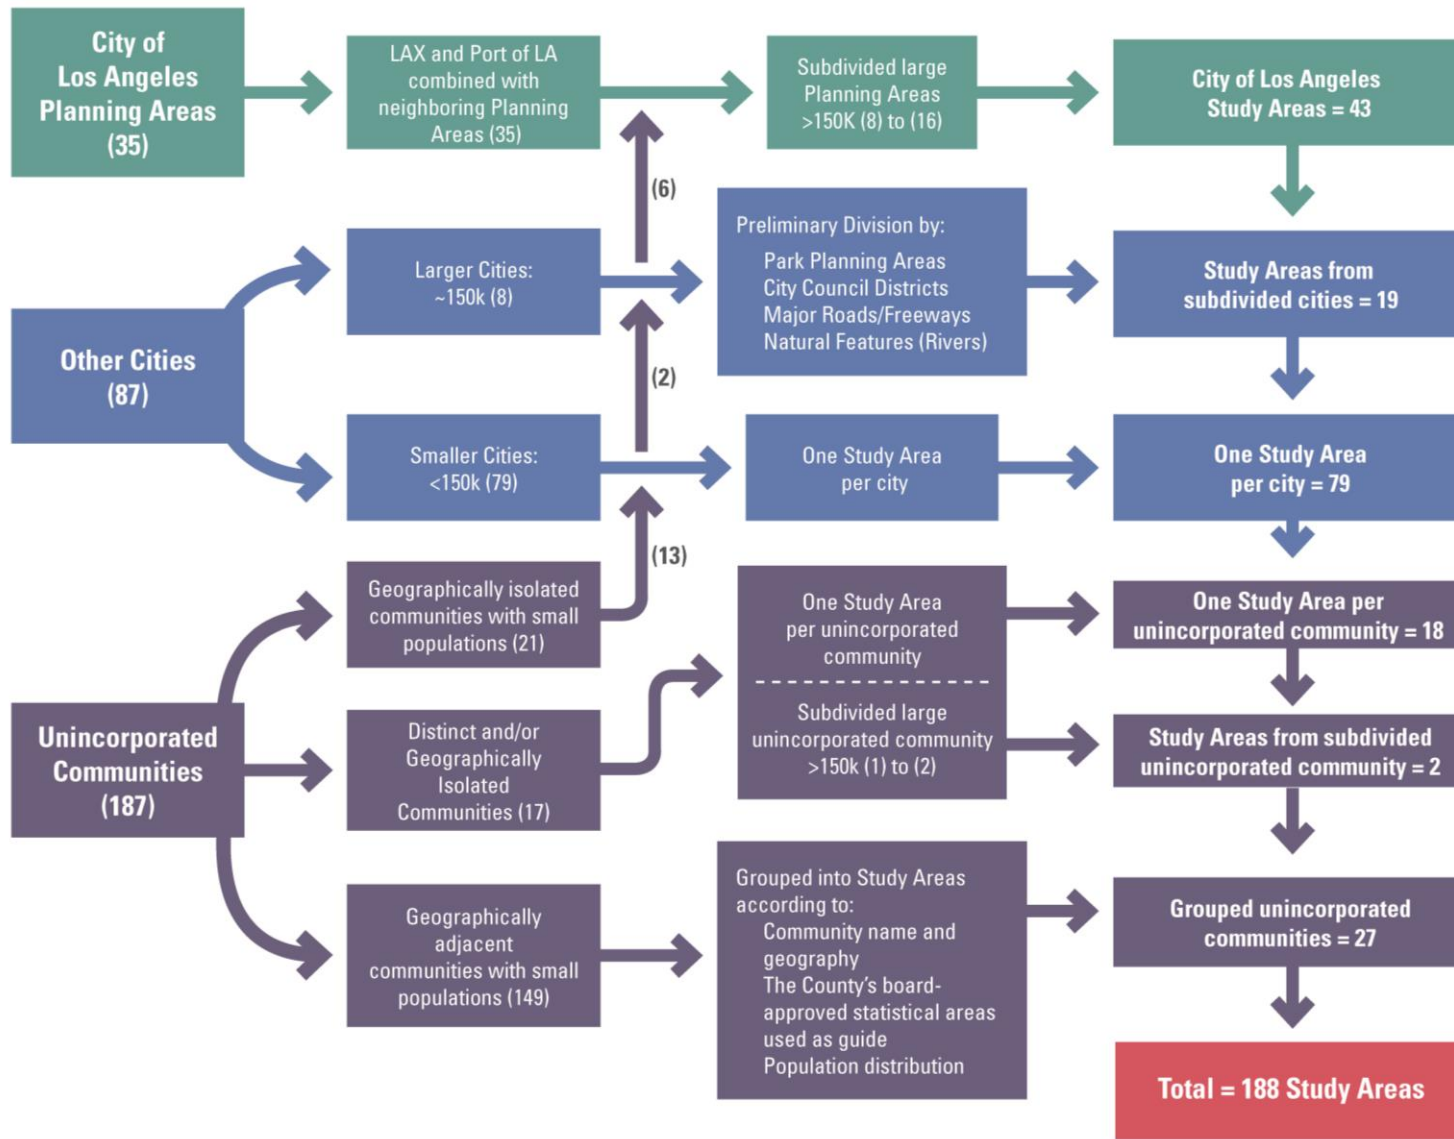 City of
Los Angeles
Planning Areas
(35)
LAX and Port of LA
combined with
neighboring Planning
Areas (35)
Subdivided large
Planning Areas
>150K (8) to (16)
City of Los Angeles
Study Areas = 43
(6)
Other Cities
(87)
Larger Cities:
~150k (8)
Preliminary Division by:
Park Planning Areas
City Council Districts
Major Roads/Freeways
Natural Features (Rivers)
Study Areas from
subdivided cities = 19
(2)
Smaller Cities:
<150k (79)
One Study Area
per city
One Study Area
per city = 79
(13)
Unincorporated
Communities
(187)
Geographically isolated
communities with small
populations (21)
Distinct and/or
Geographically
Isolated
Communities (17)
One Study Area
per unincorporated
community
Subdivided large
unincorporated community
>150k (1) to (2)
One Study Area per
unincorporated community = 18
Study Areas from subdivided
unincorporated community = 2
Geographically
adjacent
communities with small
populations (149)
Grouped into Study Areas
according to:
Community name and
geography
The County's board-
approved statistical areas
used as guide
Population distribution
Grouped unincorporated
communities = 27
Total = 188 Study Areas